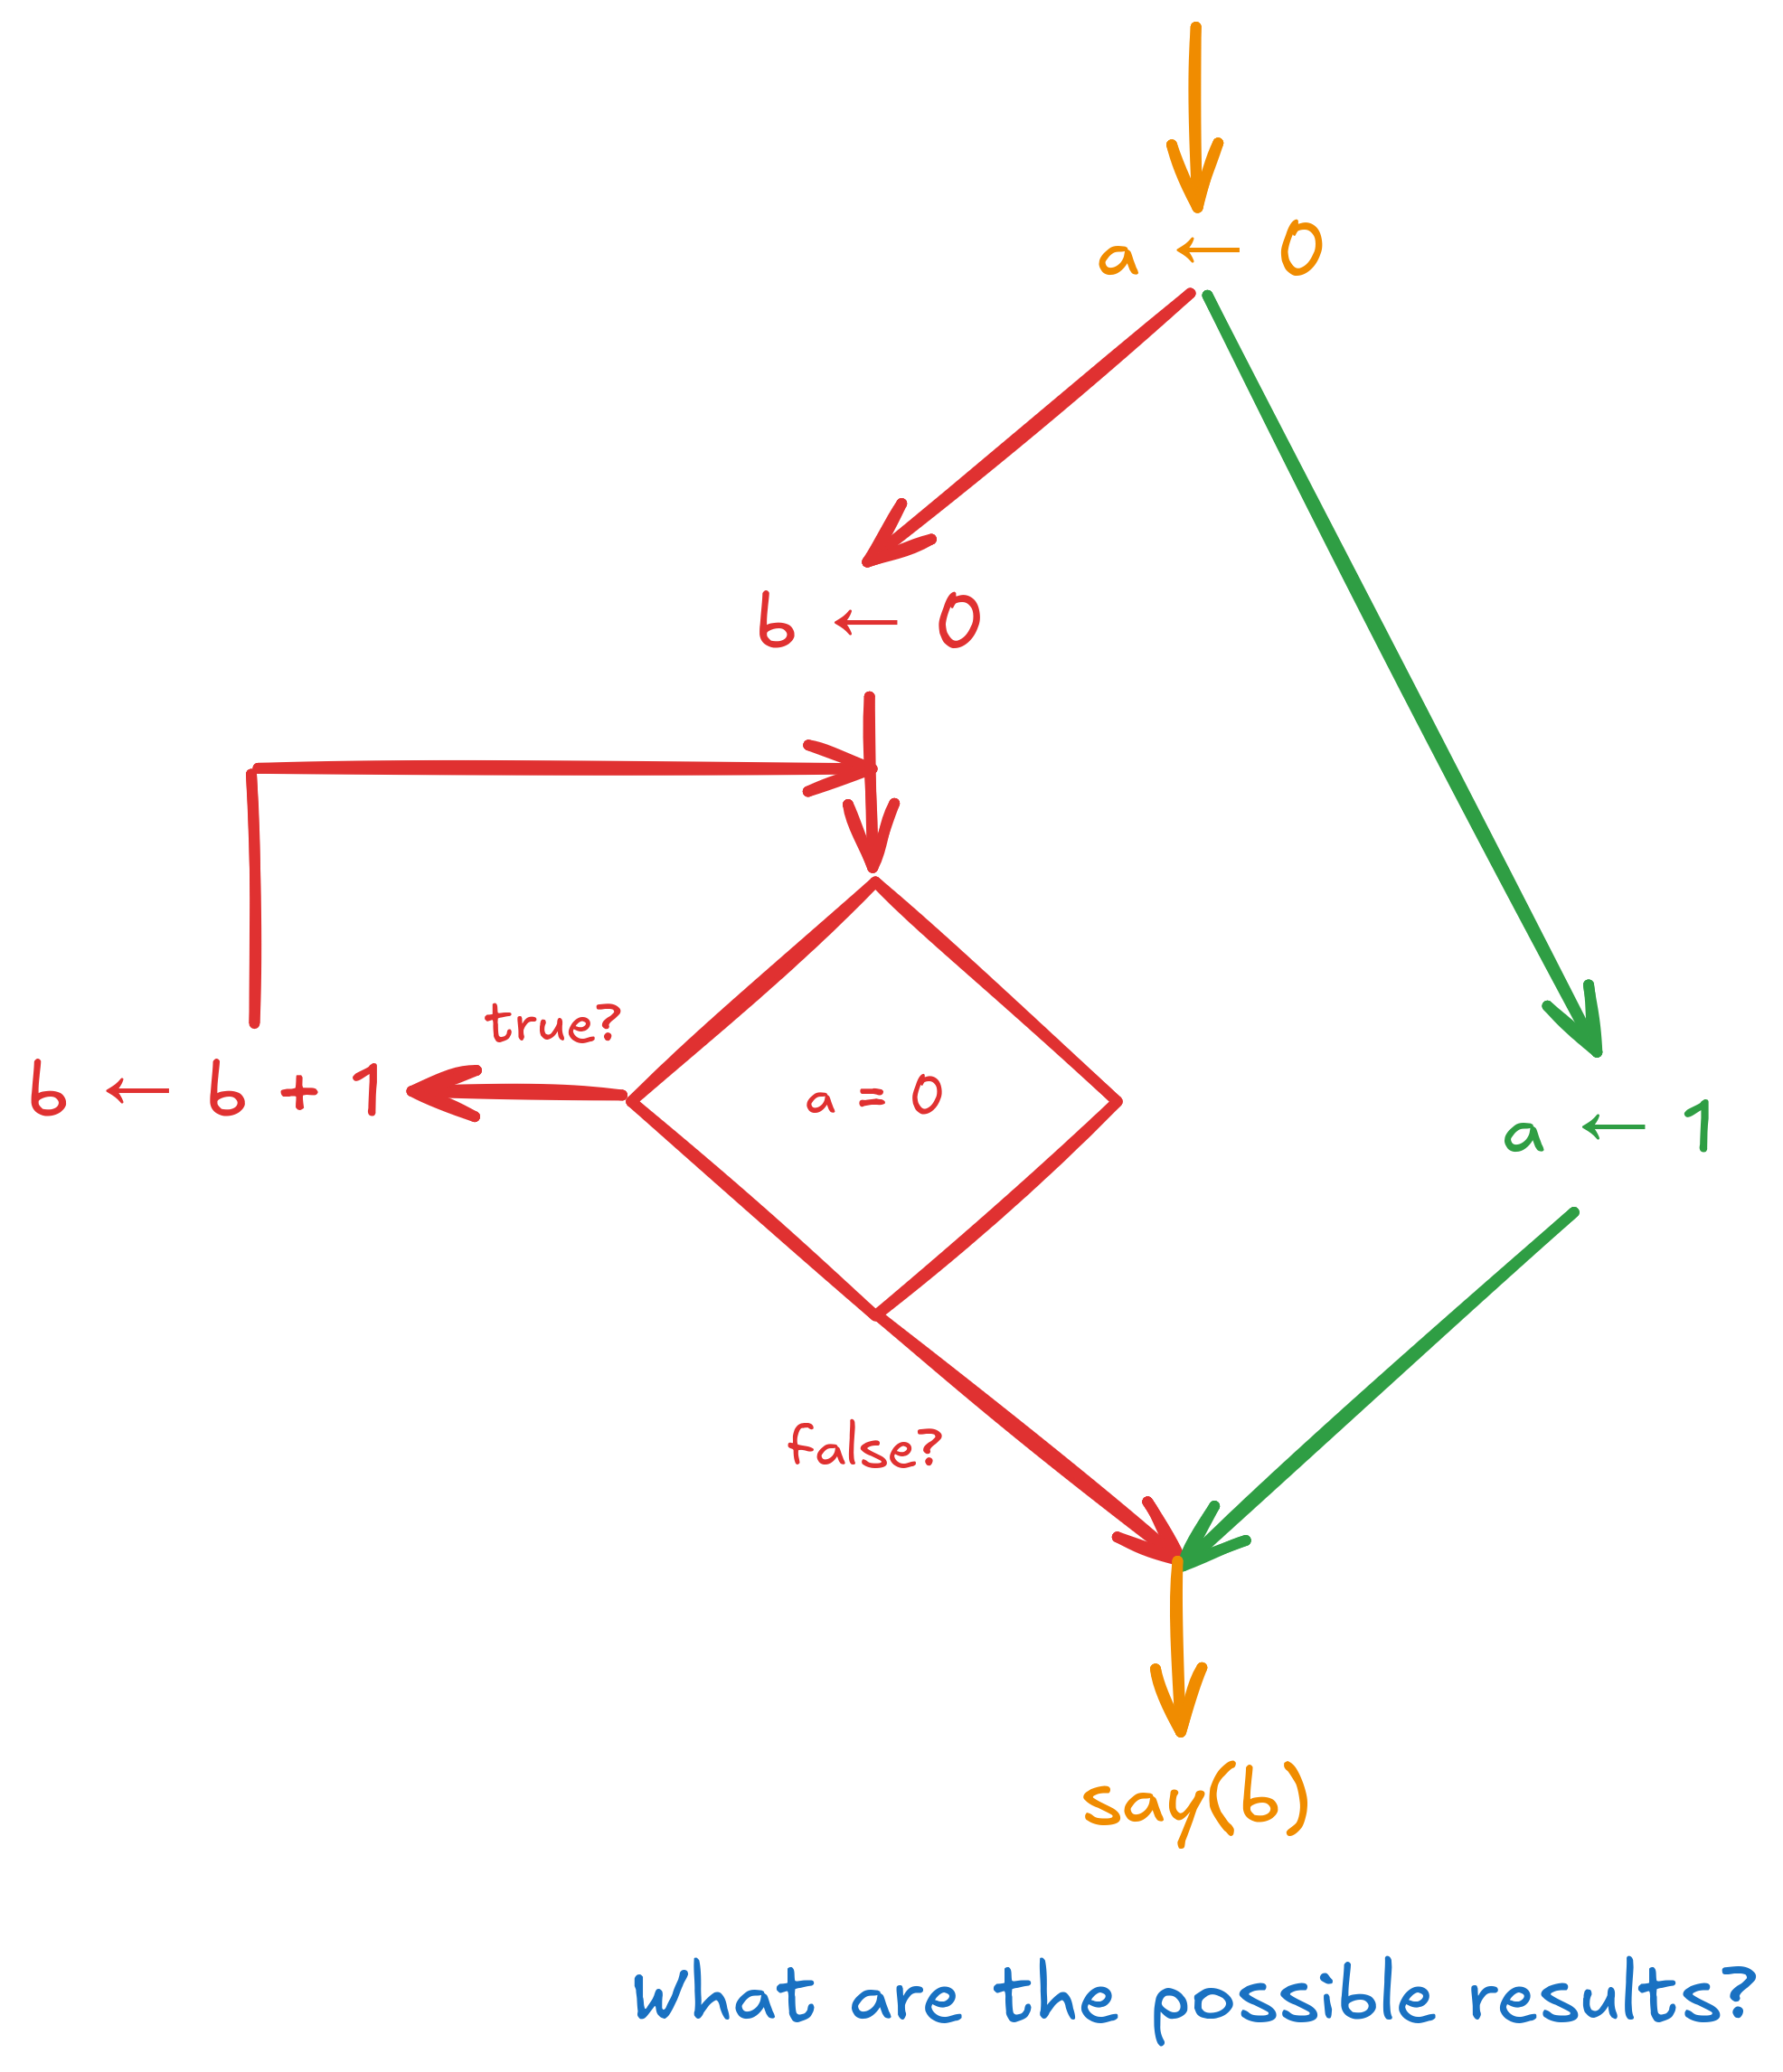 a ← 0
b ← 0
true?
b ← b + 1
a = 0
a ← 1
false?
say(b)
What are the possible results?